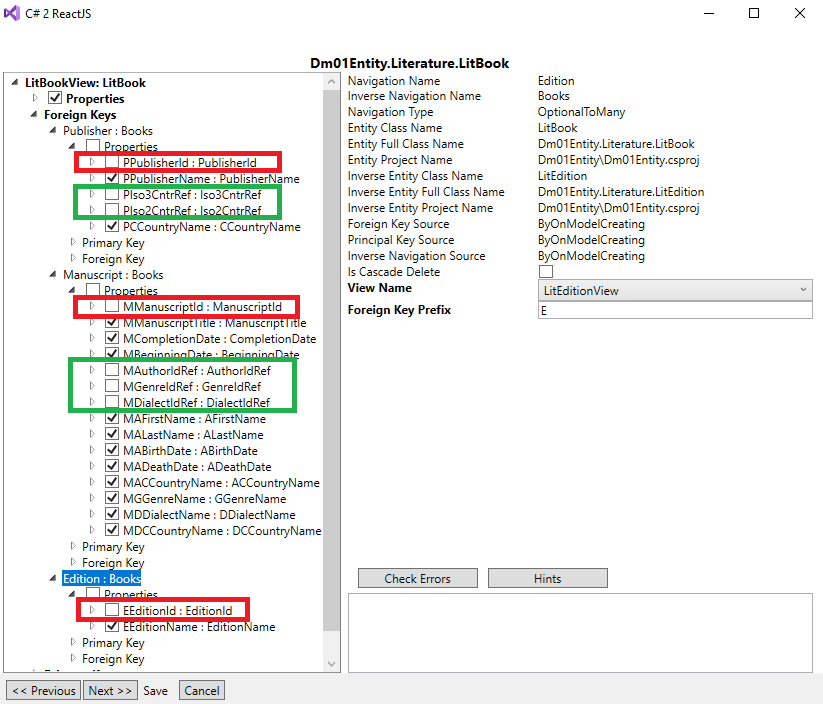 C# 2 ReactJS
Dm01Entity.Literature.LitBook
LitBookView: LitBook
Properties
Foreign Keys
Publisher : Books
Properties
PPublisherId : PublisherId
PPublisherName : PublisherName
PIso3CntrRef : Iso3CntrRef
PIso2CntrRef : Iso2CntrRef
PCCountryName : CCountryName
Primary Key
Foreign Key
Manuscript : Books
Properties
MManuscriptId : ManuscriptId
MManuscriptTitle : ManuscriptTitle
MCompletionDate : CompletionDate
MBeginningDate : BeginningDate
MAuthorIdRef : AuthorIdRef
MGenreIdRef : GenreIdRef
MDialectIdRef : DialectIdRef
MAFirstName : AFirstName
MALastName : ALastName
MABirthDate : ABirthDate
MADeathDate : ADeathDate
MACCountryName : ACCountryName
MGGenreName : GGenreName
MDDialectName : DDialectName
MDCCountryName : DCCountryName
Primary Key
Foreign Key
Edition : Books
Properties
EEditionId : EditionId
EEditionName : EditionName
Primary Key
Foreign Key
Navigation Name Edition
Inverse Navigation Name Books
Navigation Type OptionalToMany
Entity Class Name LitBook
Entity Full Class Name Dm01Entity.Literature.LitBook
Entity Project Name Dm01Entity\Dm01Entity.csproj
Inverse Entity Class Name LitEdition
Inverse Entity Full Class Name Dm01Entity.Literature.LitEdition
Inverse Entity Project Name Dm01Entity\Dm01Entity.csproj
Foreign Key Source ByOnModelCreating
Principal Key Source ByOnModelCreating
Inverse Navigation Source ByOnModelCreating
Is Cascade Delete
View Name LitEditionView
Foreign Key Prefix E
Check Errors Hints
<< Previous Next >> Save Cancel